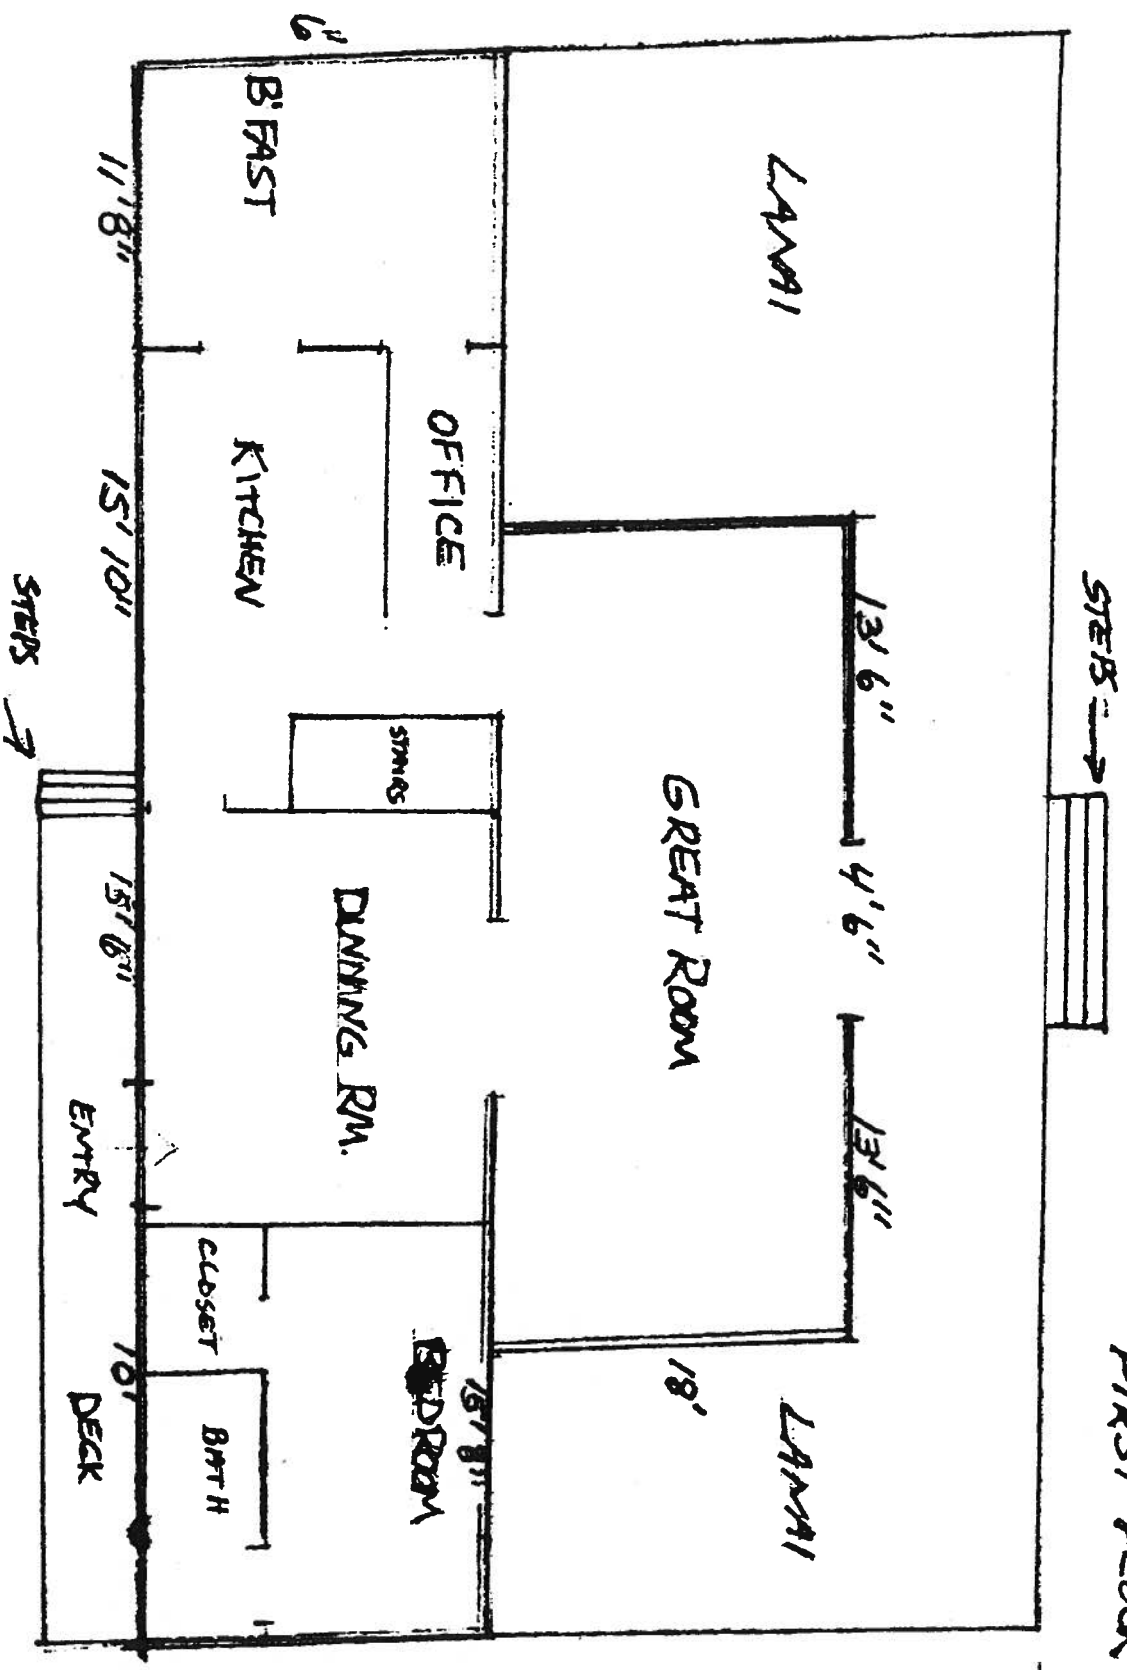 FIRST FLOOR
STEPS →
13' 6"
4' 6"
13' 6"
LANAI
LANAI
GREAT ROOM
18'
15' 8"
OFFICE
BEDROOM
STAIRS
DINNING RM.
6"
B'FAST
KITCHEN
CLOSET
BATH
11' 8"
15' 10"
15' 6"
10'
ENTRY
DECK
STEPS →